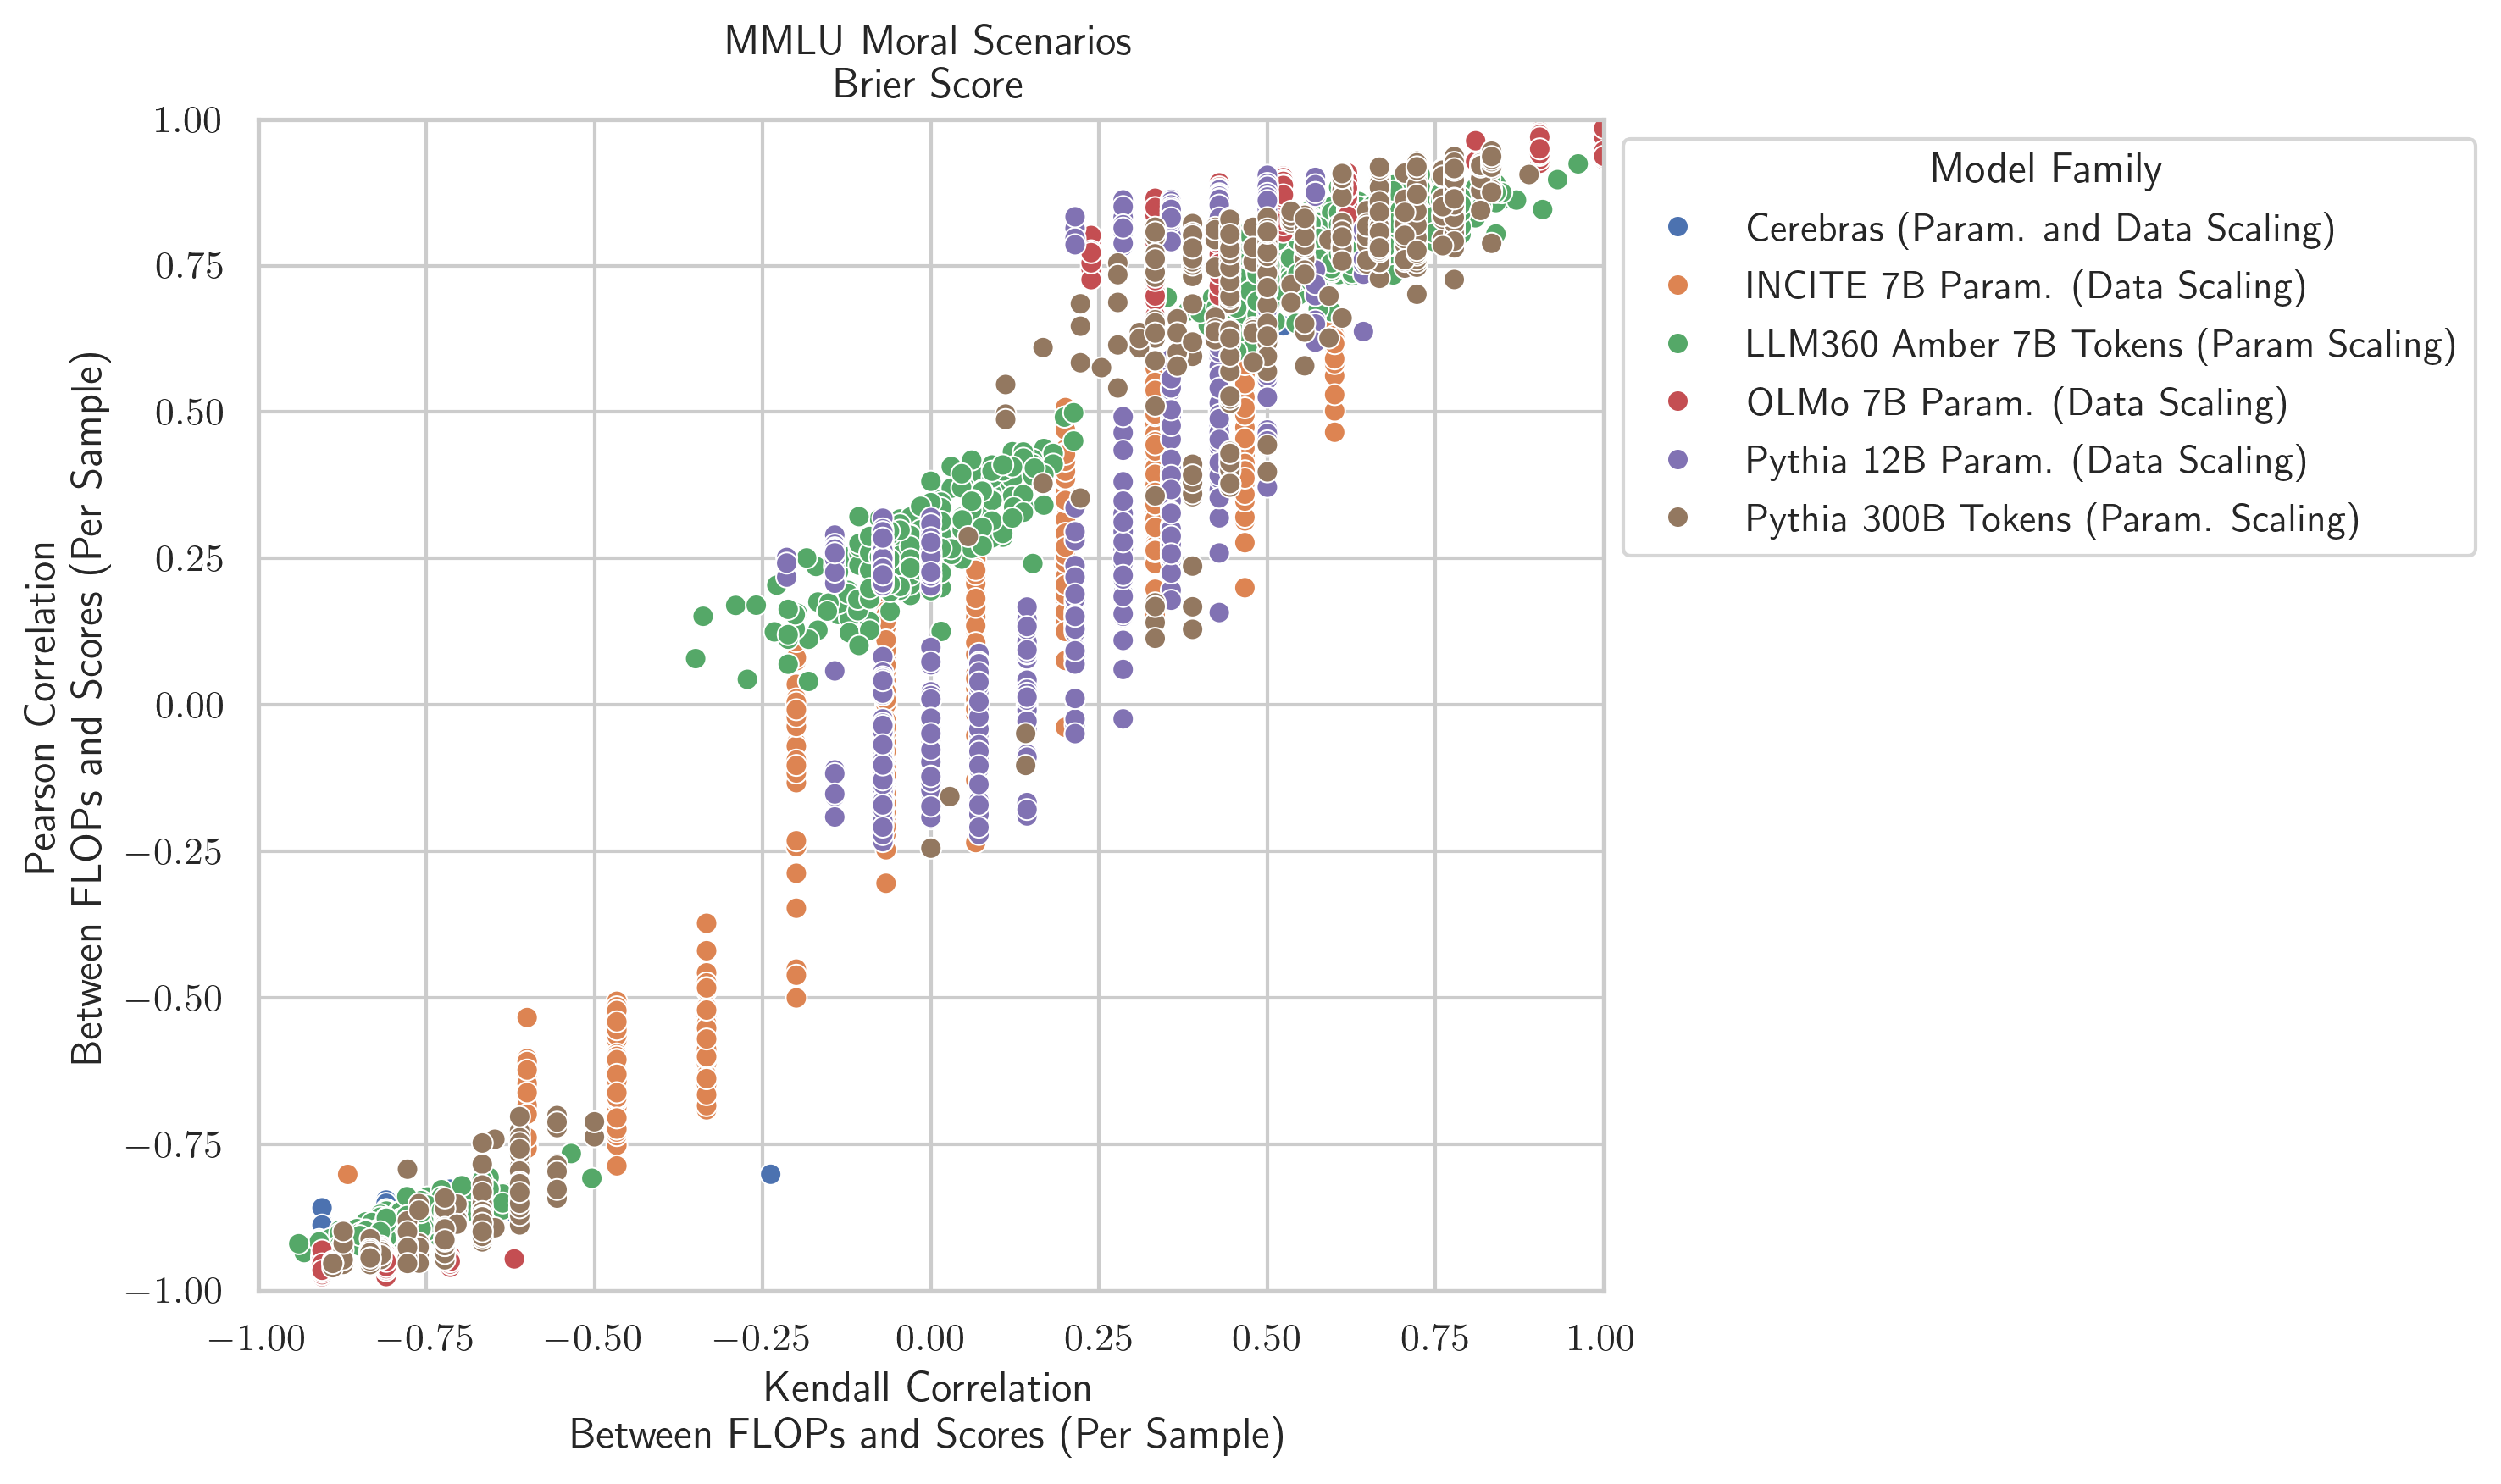 MMLU Moral Scenarios
Brier Score
1.00
0.75
0.50
0.25
0.00
−0.25
−0.50
−0.75
−1.00
Pearson Correlation
Between FLOPs and Scores (Per Sample)
−1.00 −0.75 −0.50 −0.25 0.00 0.25 0.50 0.75 1.00
Kendall Correlation
Between FLOPs and Scores (Per Sample)
Model Family
Cerebras (Param. and Data Scaling)
INCITE 7B Param. (Data Scaling)
LLM360 Amber 7B Tokens (Param Scaling)
OLMo 7B Param. (Data Scaling)
Pythia 12B Param. (Data Scaling)
Pythia 300B Tokens (Param. Scaling)